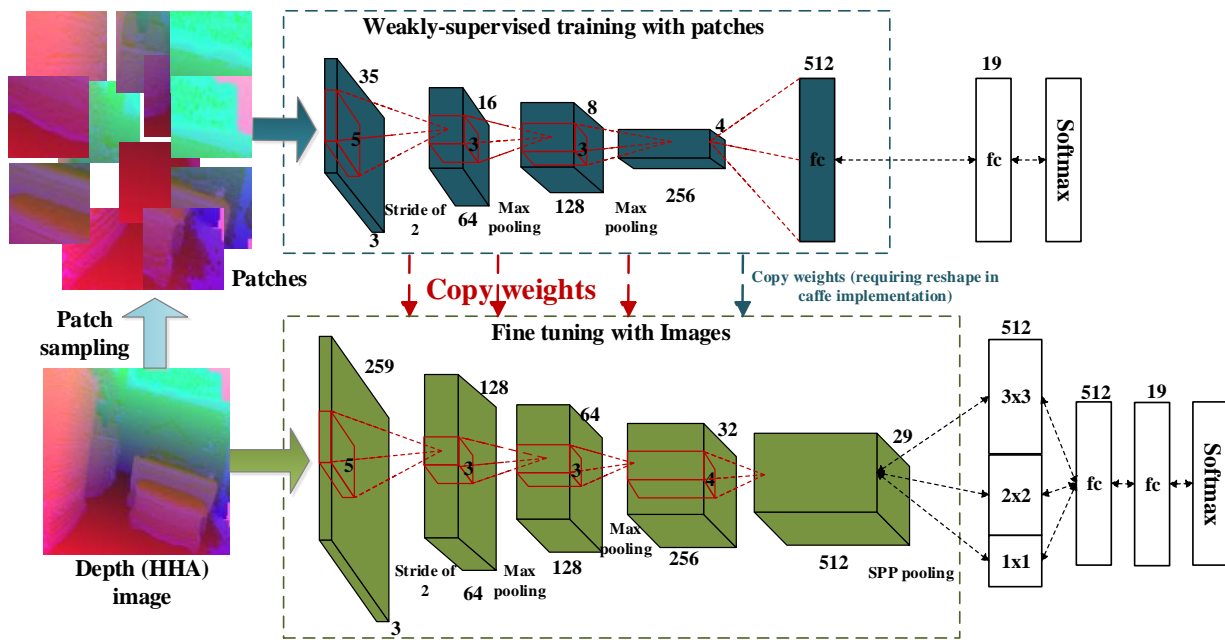 Weakly-supervised training with patches
35
5
3
Stride of
2
16
3
64
Max
pooling
8
3
128
Max
pooling
4
256
512
fc
19
fc
Softmax
Patches
Patch
sampling
Copy weights
Copy weights (requiring reshape in
caffe implementation)
Depth (HHA)
image
Fine tuning with Images
259
5
3
Stride of
2
128
3
64
Max
pooling
64
3
128
Max
pooling
32
4
256
29
512
SPP pooling
512
3x3
2x2
1x1
512
fc
19
fc
Softmax